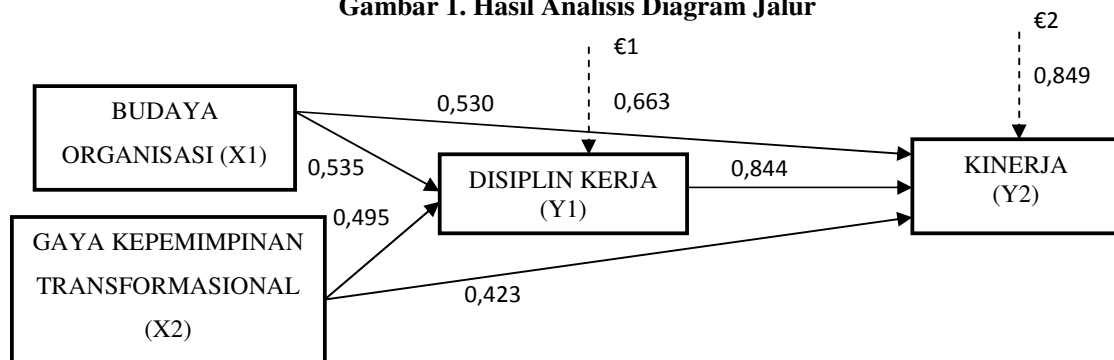 Gambar 1. Hasil Analisis Diagram Jalur
€1
0,663
€2
0,849
BUDAYA
ORGANISASI (X1)
0,530
0,535
DISIPLIN KERJA
(Y1)
0,844
KINERJA
(Y2)
0,495
GAYA KEPEMIMPINAN
TRANSFORMASIONAL
(X2)
0,423